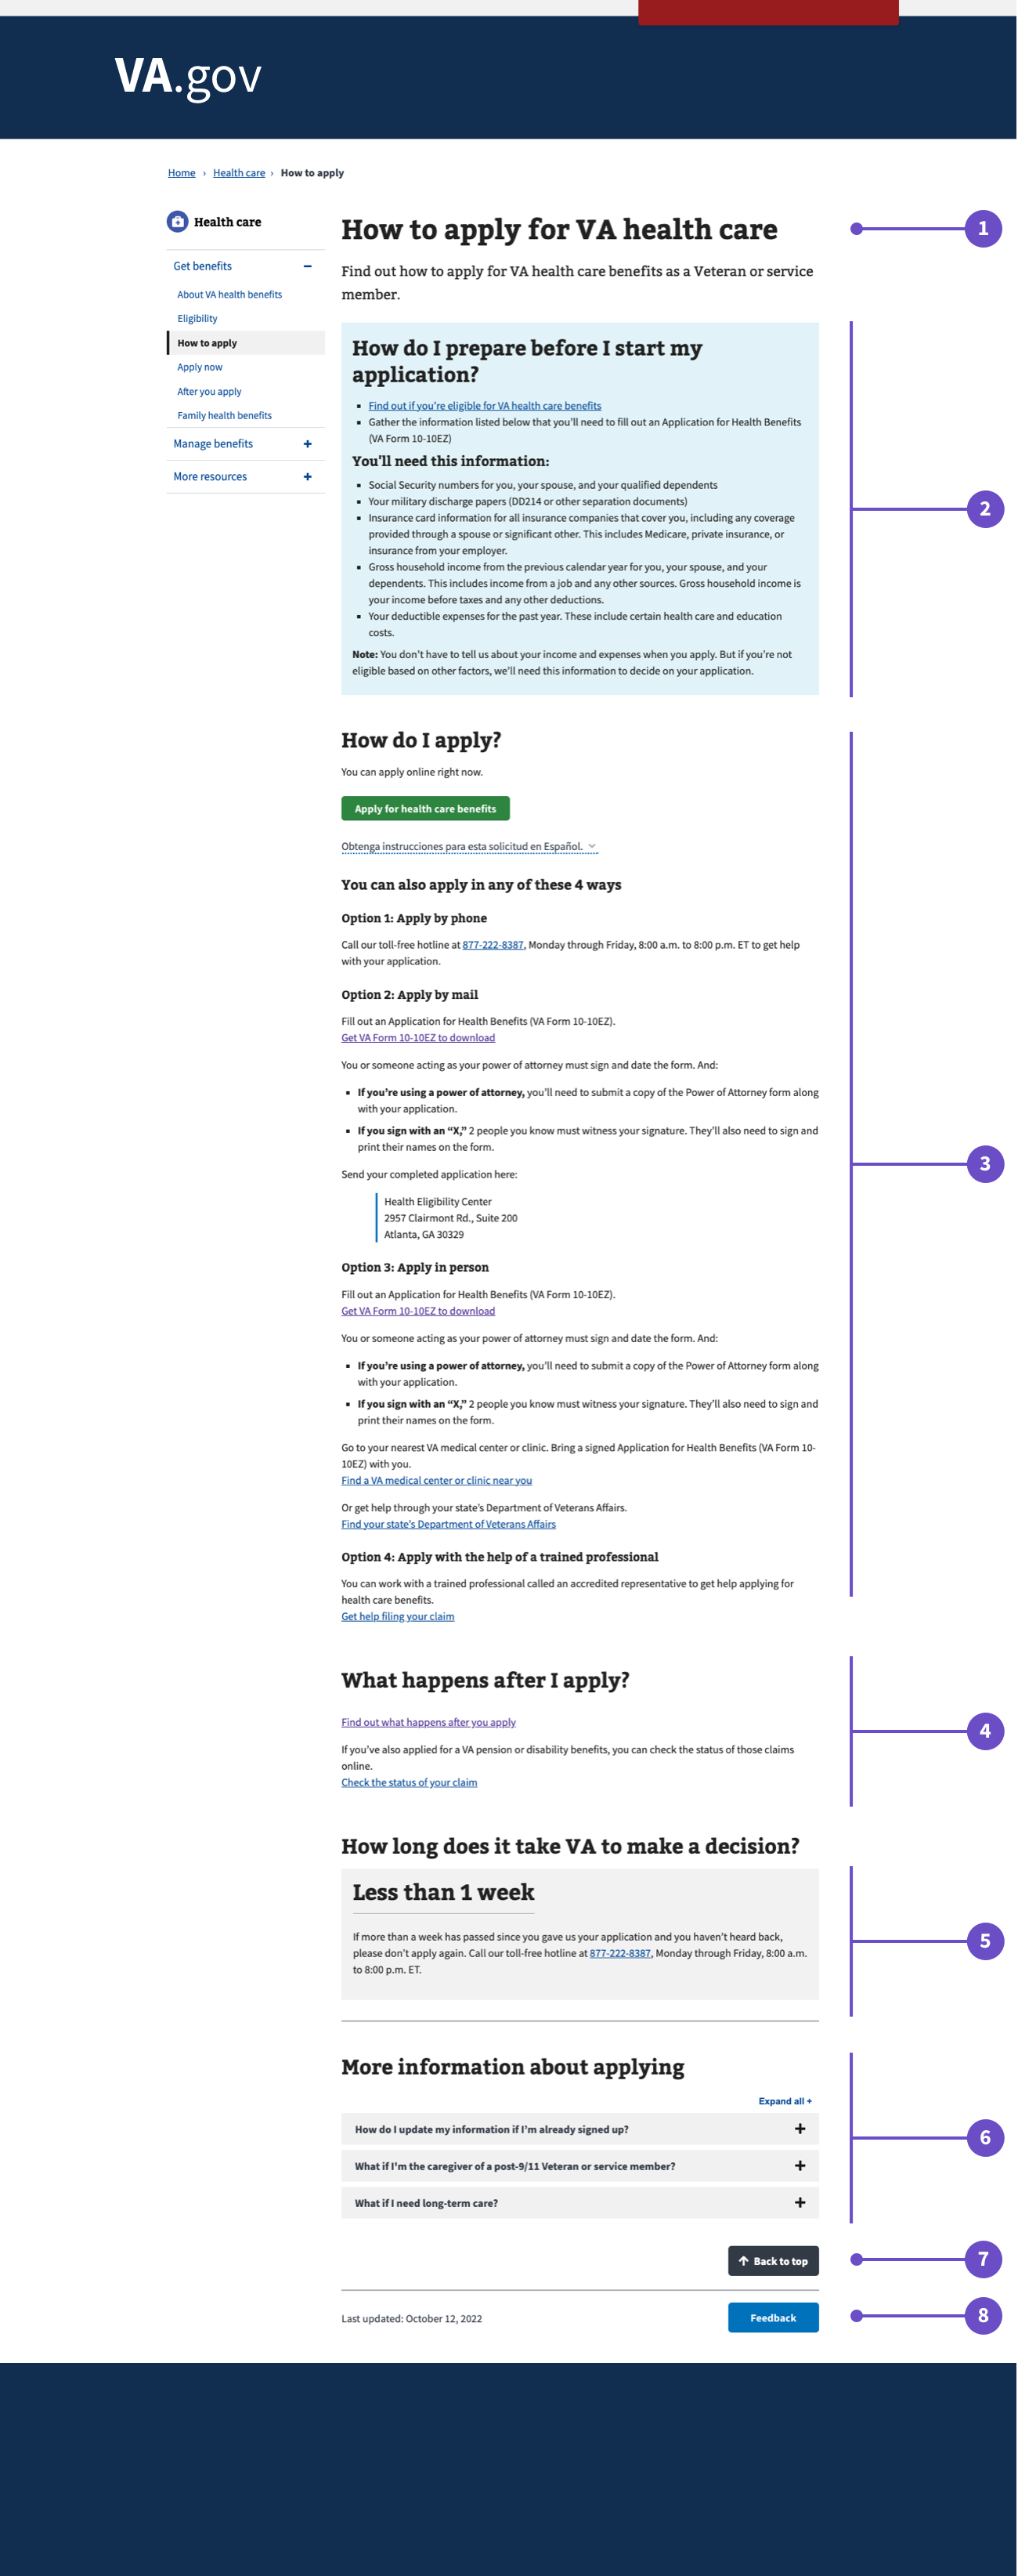 VA.gov
Home › Health care › How to apply
Health care
Get benefits −
About VA health benefits
Eligibility
How to apply
Apply now
After you apply
Family health benefits
Manage benefits +
More resources +
How to apply for VA health care
1
Find out how to apply for VA health care benefits as a Veteran or service
member.
How do I prepare before I start my
application?
▪ Find out if you're eligible for VA health care benefits
▪ Gather the information listed below that you'll need to fill out an Application for Health Benefits
(VA Form 10-10EZ)
You'll need this information:
▪ Social Security numbers for you, your spouse, and your qualified dependents
▪ Your military discharge papers (DD214 or other separation documents)
▪ Insurance card information for all insurance companies that cover you, including any coverage
provided through a spouse or significant other. This includes Medicare, private insurance, or
insurance from your employer.
▪ Gross household income from the previous calendar year for you, your spouse, and your
dependents. This includes income from a job and any other sources. Gross household income is
your income before taxes and any other deductions.
▪ Your deductible expenses for the past year. These include certain health care and education
costs.
Note: You don't have to tell us about your income and expenses when you apply. But if you're not
eligible based on other factors, we'll need this information to decide on your application.
2
How do I apply?
You can apply online right now.
Apply for health care benefits
Obtenga instrucciones para esta solicitud en Español.
You can also apply in any of these 4 ways
Option 1: Apply by phone
Call our toll-free hotline at 877-222-8387, Monday through Friday, 8:00 a.m. to 8:00 p.m. ET to get help
with your application.
Option 2: Apply by mail
Fill out an Application for Health Benefits (VA Form 10-10EZ).
Get VA Form 10-10EZ to download
You or someone acting as your power of attorney must sign and date the form. And:
▪ If you're using a power of attorney, you'll need to submit a copy of the Power of Attorney form along
with your application.
▪ If you sign with an “X,” 2 people you know must witness your signature. They'll also need to sign and
print their names on the form.
Send your completed application here:
Health Eligibility Center
2957 Clairmont Rd., Suite 200
Atlanta, GA 30329
Option 3: Apply in person
Fill out an Application for Health Benefits (VA Form 10-10EZ).
Get VA Form 10-10EZ to download
You or someone acting as your power of attorney must sign and date the form. And:
▪ If you're using a power of attorney, you'll need to submit a copy of the Power of Attorney form along
with your application.
▪ If you sign with an “X,” 2 people you know must witness your signature. They'll also need to sign and
print their names on the form.
Go to your nearest VA medical center or clinic. Bring a signed Application for Health Benefits (VA Form 10-
10EZ) with you.
Find a VA medical center or clinic near you
Or get help through your state's Department of Veterans Affairs.
Find your state's Department of Veterans Affairs
Option 4: Apply with the help of a trained professional
You can work with a trained professional called an accredited representative to get help applying for
health care benefits.
Get help filing your claim
3
What happens after I apply?
Find out what happens after you apply
If you've also applied for a VA pension or disability benefits, you can check the status of those claims
online.
Check the status of your claim
4
How long does it take VA to make a decision?
Less than 1 week
If more than a week has passed since you gave us your application and you haven't heard back,
please don't apply again. Call our toll-free hotline at 877-222-8387, Monday through Friday, 8:00 a.m.
to 8:00 p.m. ET.
5
More information about applying
Expand all +
How do I update my information if I'm already signed up? +
What if I'm the caregiver of a post-9/11 Veteran or service member? +
What if I need long-term care? +
6
↑ Back to top
7
Last updated: October 12, 2022
Feedback
8